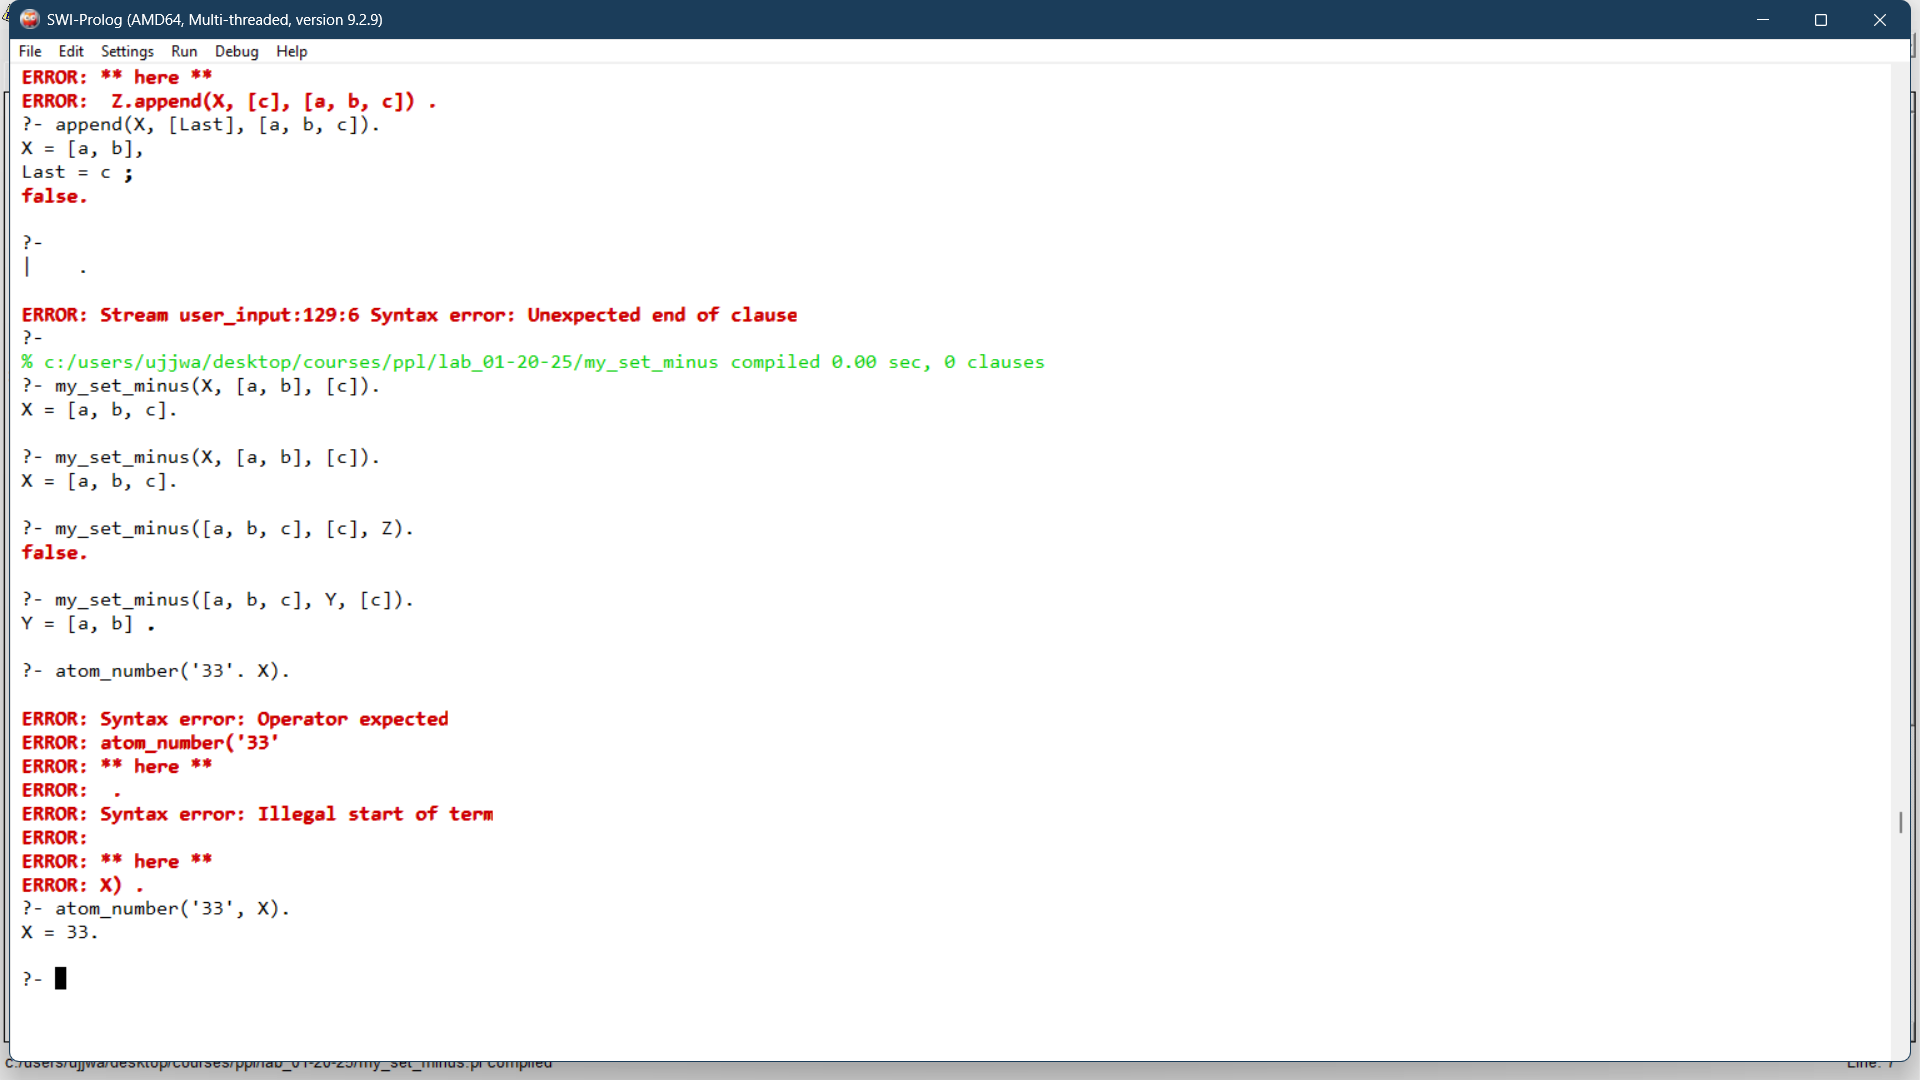 SWI-Prolog (AMD64, Multi-threaded, version 9.2.9)
File Edit Settings Run Debug Help
ERROR: ** here **
ERROR:  Z.append(X, [c], [a, b, c]) .
?- append(X, [Last], [a, b, c]).
X = [a, b],
Last = c ;
false.
?-
|    .
ERROR: Stream user_input:129:6 Syntax error: Unexpected end of clause
?-
% c:/users/ujjwa/desktop/courses/ppl/lab_01-20-25/my_set_minus compiled 0.00 sec, 0 clauses
?- my_set_minus(X, [a, b], [c]).
X = [a, b, c].
?- my_set_minus(X, [a, b], [c]).
X = [a, b, c].
?- my_set_minus([a, b, c], [c], Z).
false.
?- my_set_minus([a, b, c], Y, [c]).
Y = [a, b] .
?- atom_number('33'. X).
ERROR: Syntax error: Operator expected
ERROR: atom_number('33'
ERROR: ** here **
ERROR:  .
ERROR: Syntax error: Illegal start of term
ERROR:
ERROR: ** here **
ERROR: X) .
?- atom_number('33', X).
X = 33.
?-
c:/users/ujjwa/desktop/courses/ppl/lab_01-20-25/my_set_minus.pl compiled
Line: